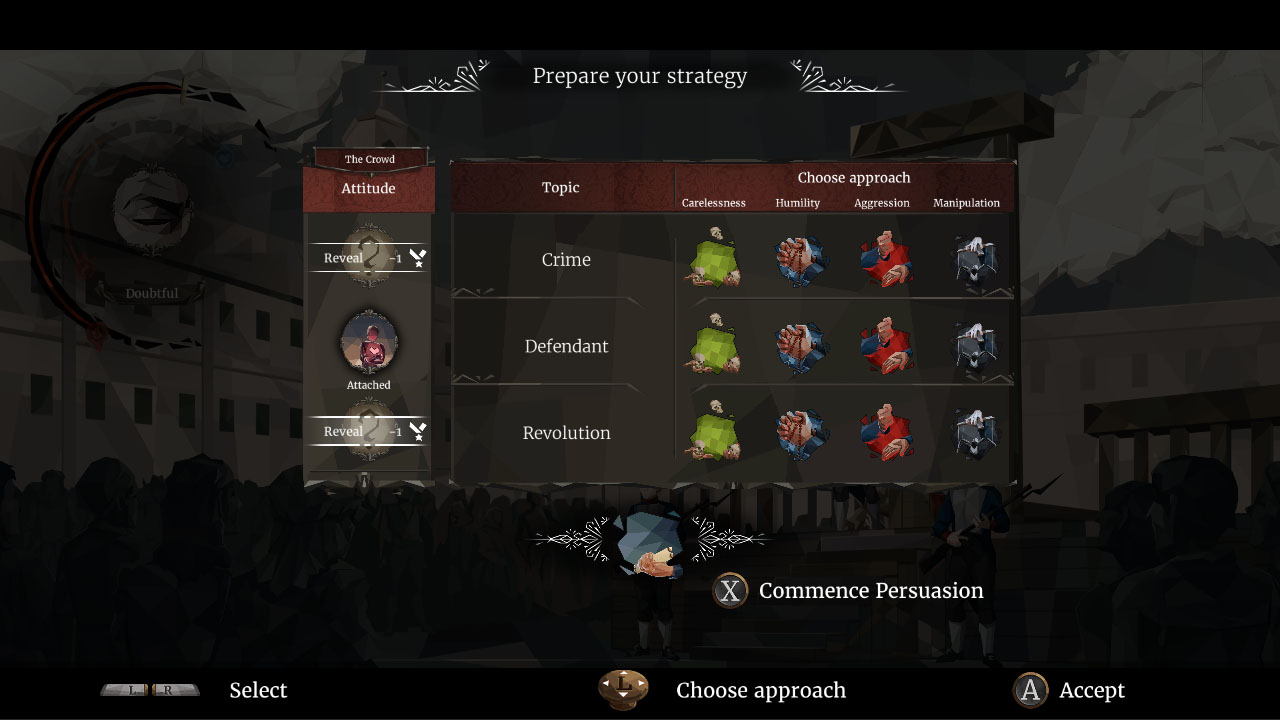 Prepare your strategy
The Crowd
Attitude
Topic
Choose approach
Carelessness Humility Aggression Manipulation
Reveal -1
Crime
Attached
Defendant
Reveal -1
Revolution
Doubtful
X Commence Persuasion
L R Select
L Choose approach
A Accept